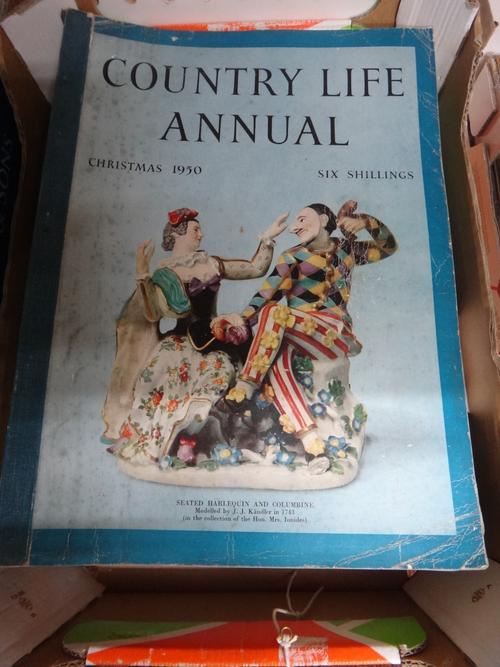 COUNTRY LIFE
ANNUAL
CHRISTMAS 1950
SIX SHILLINGS
SEATED HARLEQUIN AND COLUMBINE.
Modelled by J. J. Kändler in 1743
(in the collection of the Hon. Mrs. Ionides)
& SONS